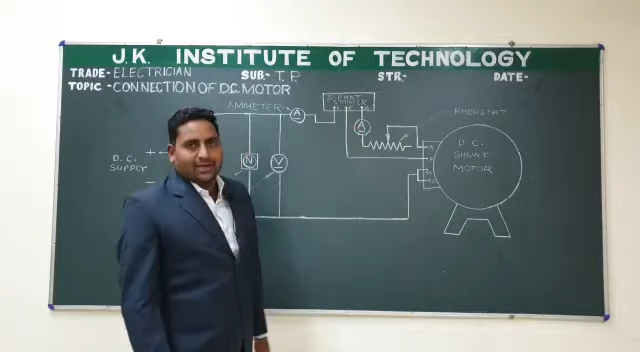 J.K. INSTITUTE OF TECHNOLOGY
TRADE:- ELECTRICIAN SUB:- T.P. STR:- DATE:-
TOPIC :- CONNECTION OF D.C. MOTOR
AMMETER
A
STARTER
RHEOSTAT
A
D.C.
SHUNT
MOTOR
D.C.
SUPPLY
+
N
V